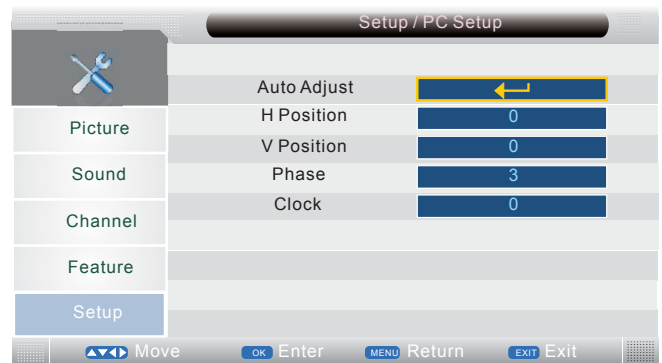 Setup / PC Setup
Auto Adjust
H Position 0
V Position 0
Phase 3
Clock 0
Picture
Sound
Channel
Feature
Setup
Move OK Enter MENU Return EXIT Exit